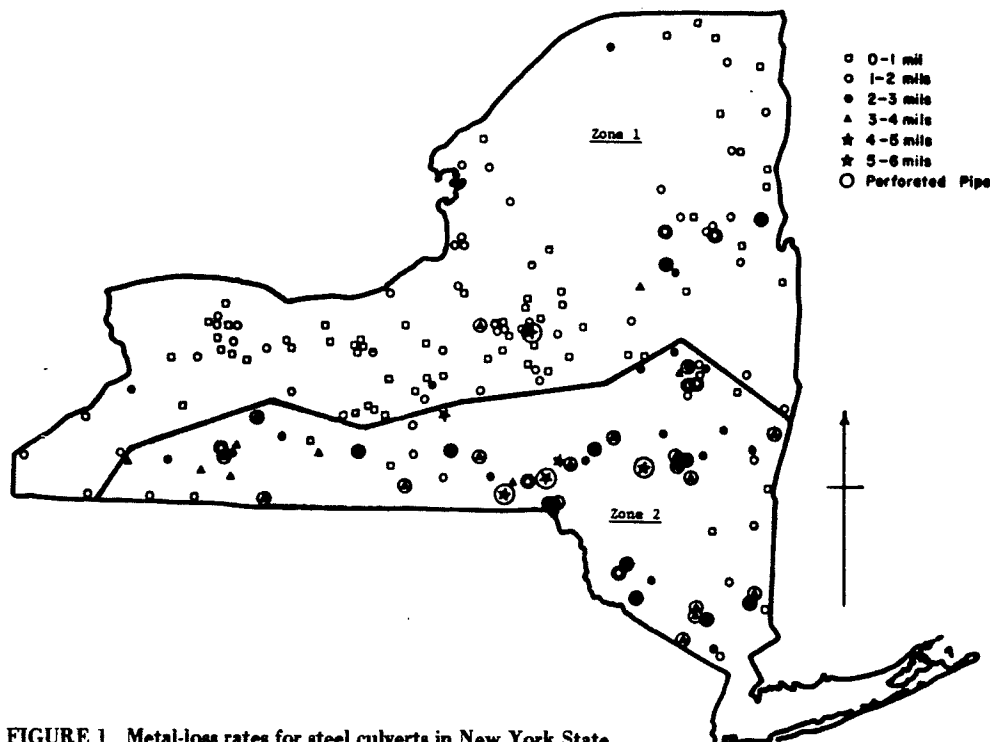 0-1 mil
1-2 mils
2-3 mils
3-4 mils
4-5 mils
5-6 mils
Perforated Pipe
Zone 1
Zone 2
FIGURE 1 Metal-loss rates for steel culverts in New York State